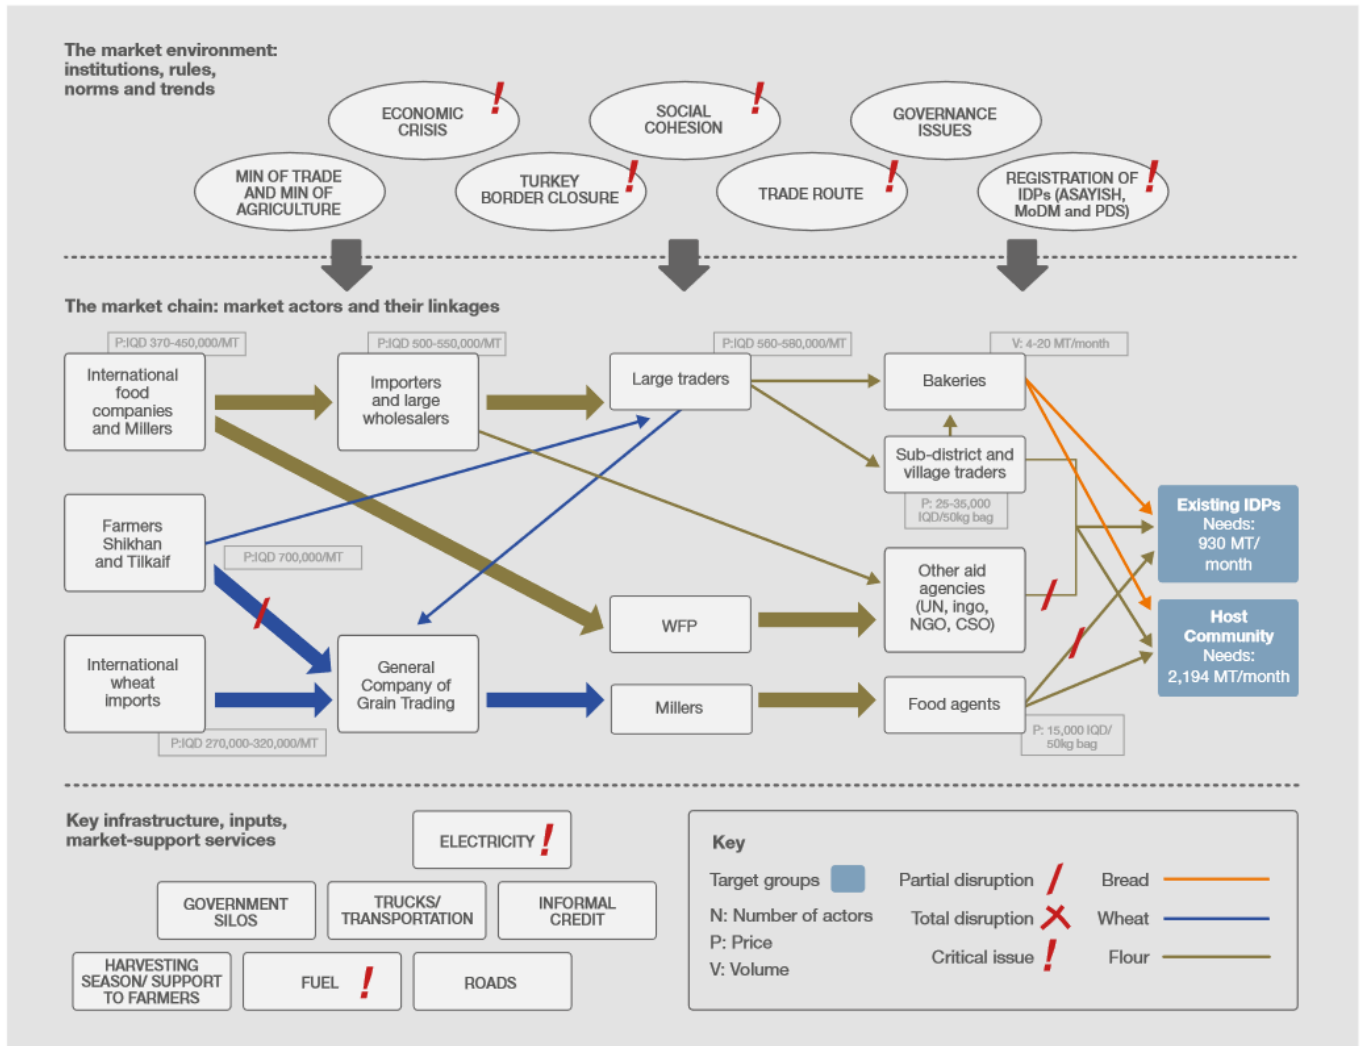 The market environment:
institutions, rules,
norms and trends
ECONOMIC
CRISIS
SOCIAL
COHESION
GOVERNANCE
ISSUES
MIN OF TRADE
AND MIN OF
AGRICULTURE
TURKEY
BORDER CLOSURE
TRADE ROUTE
REGISTRATION OF
IDPs (ASAYISH,
MoDM and PDS)
The market chain: market actors and their linkages
P:IQD 370-450,000/MT
P:IQD 500-550,000/MT
P:IQD 560-580,000/MT
V: 4-20 MT/month
International
food
companies
and Millers
Importers
and large
wholesalers
Large traders
Bakeries
Sub-district and
village traders
P: 25-35,000
IQD/50kg bag
Farmers
Shikhan
and Tilkaif
P:IQD 700,000/MT
Existing IDPs
Needs:
930 MT/
month
Other aid
agencies
(UN, ingo,
NGO, CSO)
WFP
Host
Community
Needs:
2,194 MT/month
International
wheat
imports
General
Company of
Grain Trading
Millers
Food agents
P:IQD 270,000-320,000/MT
P: 15,000 IQD/
50kg bag
Key infrastructure, inputs,
market-support services
ELECTRICITY
GOVERNMENT
SILOS
TRUCKS/
TRANSPORTATION
INFORMAL
CREDIT
HARVESTING
SEASON/ SUPPORT
TO FARMERS
FUEL
ROADS
Key
Target groups
N: Number of actors
P: Price
V: Volume
Partial disruption
Total disruption
Critical issue
Bread
Wheat
Flour